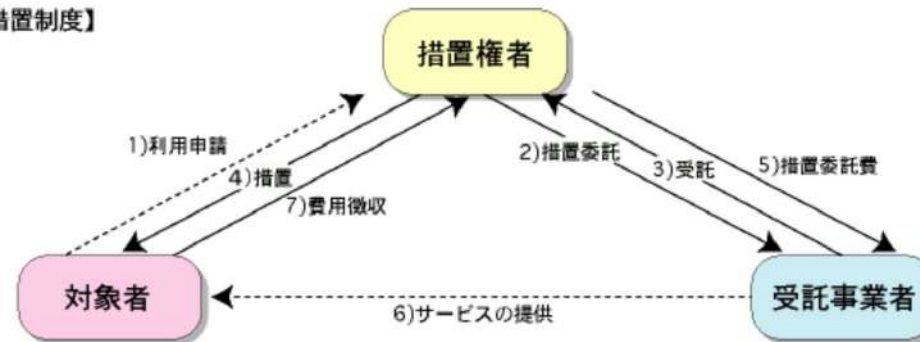 措置制度】
措置権者
1)利用申請
2)措置委託
3)受託
5)措置委託費
4)措置
7)費用徴収
対象者
受託事業者
6)サービスの提供